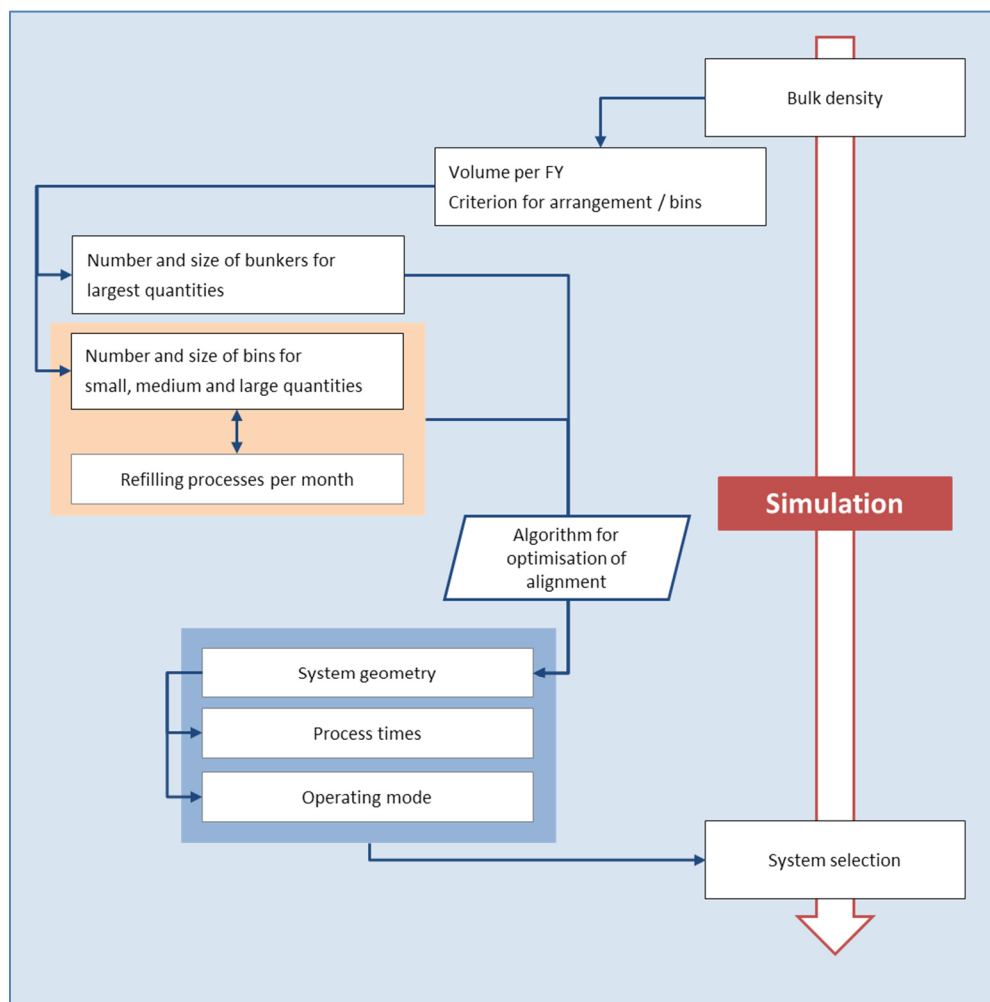 Bulk density
Volume per FY
Criterion for arrangement / bins
Number and size of bunkers for
largest quantities
Number and size of bins for
small, medium and large quantities
Refilling processes per month
Simulation
Algorithm for
optimisation of
alignment
System geometry
Process times
Operating mode
System selection